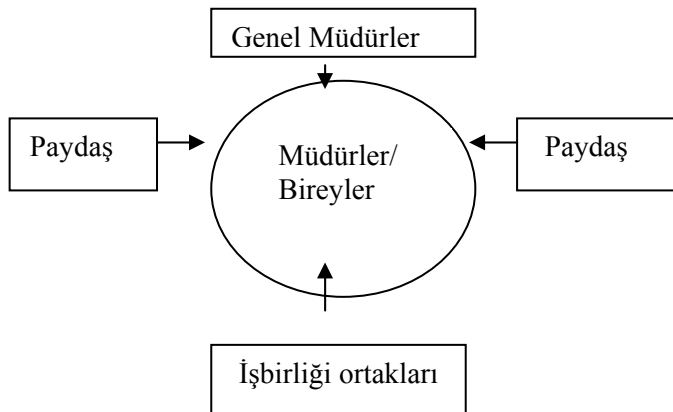 Genel Müdürler
Paydaş
Müdürler/
Bireyler
Paydaş
İşbirliği ortakları